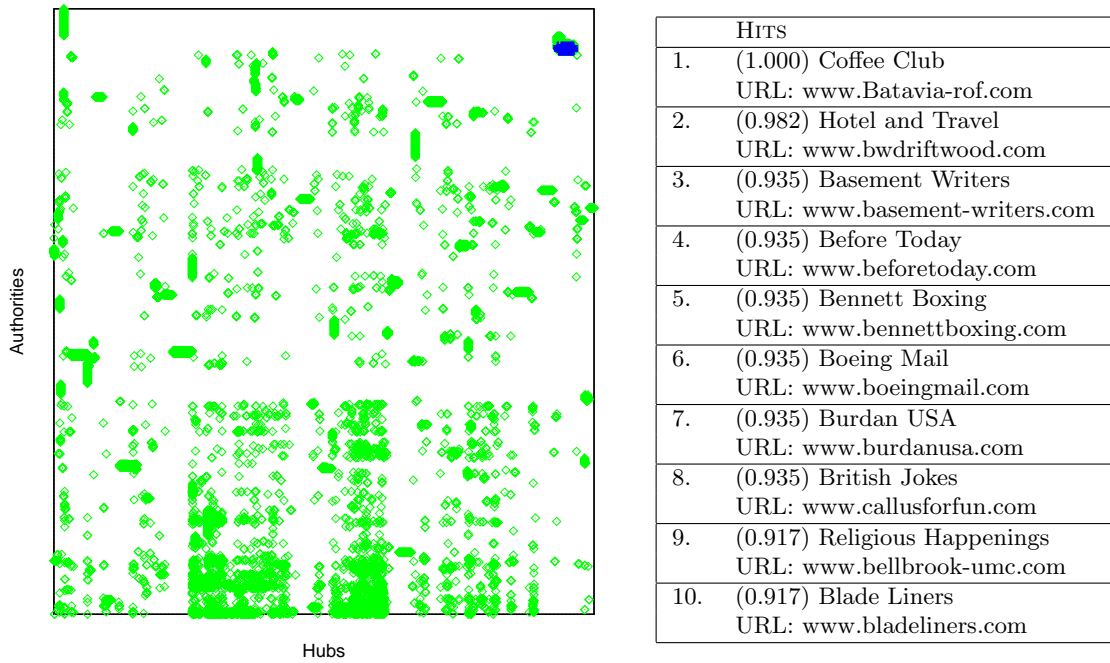 Authorities
Hubs
HITS
1. (1.000) Coffee Club
URL: www.Batavia-rof.com
2. (0.982) Hotel and Travel
URL: www.bwdriftwood.com
3. (0.935) Basement Writers
URL: www.basement-writers.com
4. (0.935) Before Today
URL: www.beforetoday.com
5. (0.935) Bennett Boxing
URL: www.bennettboxing.com
6. (0.935) Boeing Mail
URL: www.boeingmail.com
7. (0.935) Burdan USA
URL: www.burdanusa.com
8. (0.935) British Jokes
URL: www.callusforfun.com
9. (0.917) Religious Happenings
URL: www.bellbrook-umc.com
10. (0.917) Blade Liners
URL: www.bladeliners.com